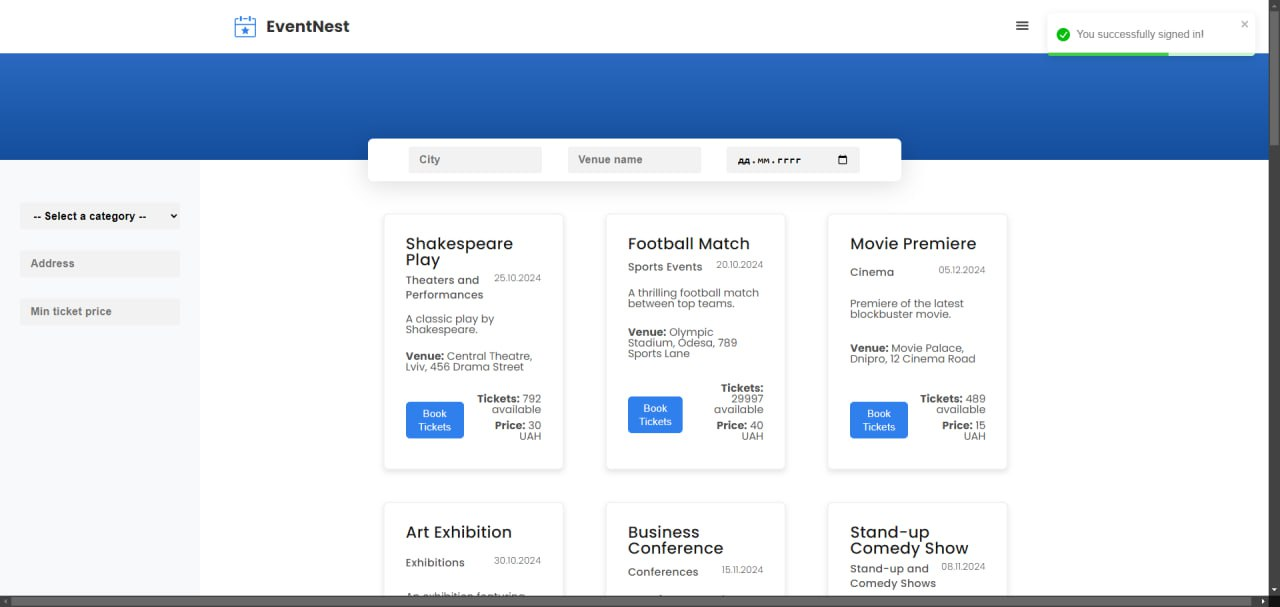 EventNest
You successfully signed in!
City
Venue name
дд.мм.гггг
-- Select a category --
Address
Min ticket price
Shakespeare
Play
Theaters and
Performances
25.10.2024
A classic play by
Shakespeare.
Venue: Central Theatre,
Lviv, 456 Drama Street
Book
Tickets
Tickets: 792
available
Price: 30
UAH
Football Match
Sports Events
20.10.2024
A thrilling football match
between top teams.
Venue: Olympic
Stadium, Odesa, 789
Sports Lane
Book
Tickets
Tickets:
29997
available
Price: 40
UAH
Movie Premiere
Cinema
05.12.2024
Premiere of the latest
blockbuster movie.
Venue: Movie Palace,
Dnipro, 12 Cinema Road
Book
Tickets
Tickets: 489
available
Price: 15
UAH
Art Exhibition
Exhibitions
30.10.2024
An exhibition featuring
Business
Conference
Conferences
15.11.2024
Stand-up
Comedy Show
Stand-up and
Comedy Shows
08.11.2024